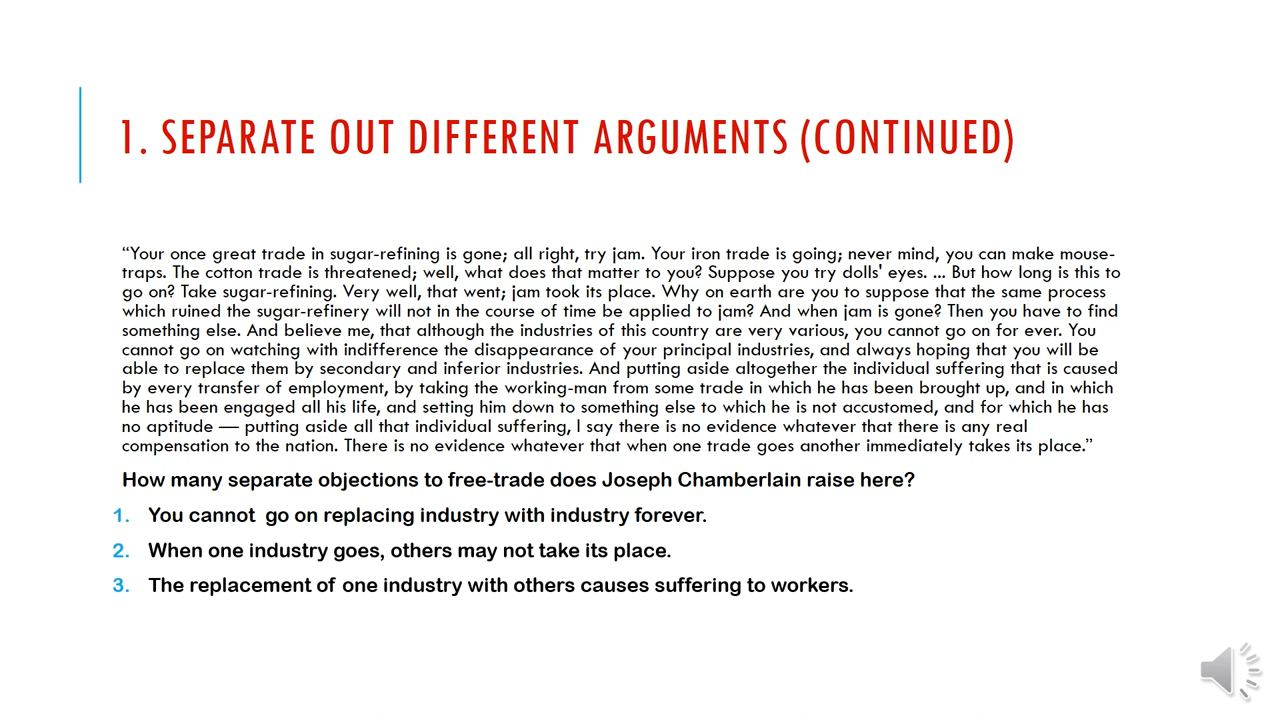 1. SEPARATE OUT DIFFERENT ARGUMENTS (CONTINUED)
“Your once great trade in sugar-refining is gone; all right, try jam. Your iron trade is going; never mind, you can make mouse-
traps. The cotton trade is threatened; well, what does that matter to you? Suppose you try dolls' eyes. ... But how long is this to
go on? Take sugar-refining. Very well, that went; jam took its place. Why on earth are you to suppose that the same process
which ruined the sugar-refinery will not in the course of time be applied to jam? And when jam is gone? Then you have to find
something else. And believe me, that although the industries of this country are very various, you cannot go on for ever. You
cannot go on watching with indifference the disappearance of your principal industries, and always hoping that you will be
able to replace them by secondary and inferior industries. And putting aside altogether the individual suffering that is caused
by every transfer of employment, by taking the working-man from some trade in which he has been brought up, and in which
he has been engaged all his life, and setting him down to something else to which he is not accustomed, and for which he has
no aptitude — putting aside all that individual suffering, I say there is no evidence whatever that there is any real
compensation to the nation. There is no evidence whatever that when one trade goes another immediately takes its place.”
How many separate objections to free-trade does Joseph Chamberlain raise here?
1. You cannot go on replacing industry with industry forever.
2. When one industry goes, others may not take its place.
3. The replacement of one industry with others causes suffering to workers.